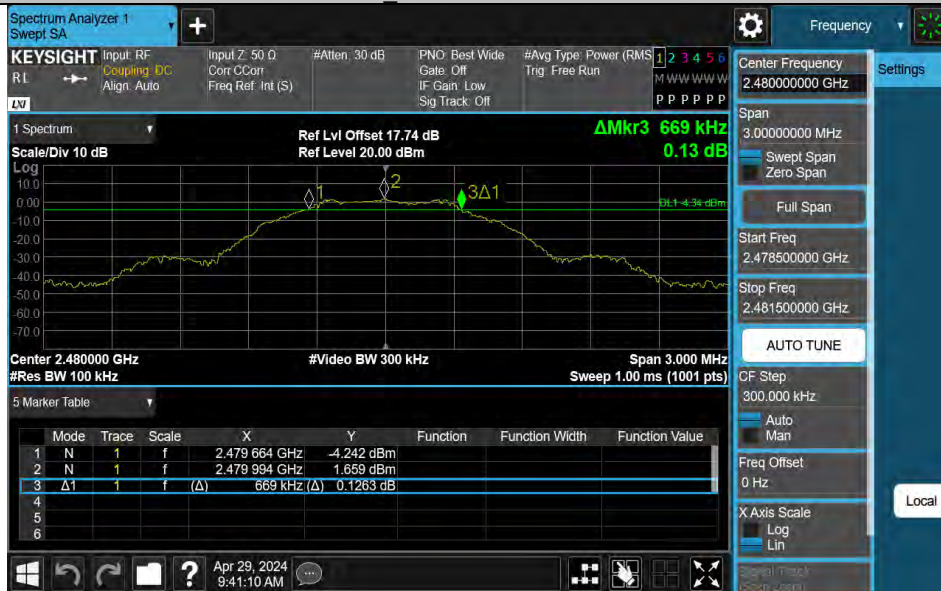 Spectrum Analyzer 1
Swept SA
+
Frequency
KEYSIGHT
RL
LXI
Input: RF
Coupling: DC
Align: Auto
Input Z: 50 Ω
Corr CCorr
Freq Ref: Int (S)
#Atten: 30 dB
PNO: Best Wide
Gate: Off
IF Gain: Low
Sig Track: Off
#Avg Type: Power (RMS
Trig: Free Run
1 2 3 4 5 6
M W W W W W
P P P P P P
1 Spectrum
Scale/Div 10 dB
Ref Lvl Offset 17.74 dB
Ref Level 20.00 dBm
ΔMkr3 669 kHz
0.13 dB
Log
10.0
0.00
-10.0
-20.0
-30.0
-40.0
-50.0
-60.0
-70.0
1
2
3Δ1
DL1 -4.34 dBm
Center 2.480000 GHz
#Video BW 300 kHz
Span 3.000 MHz
#Res BW 100 kHz
Sweep 1.00 ms (1001 pts)
5 Marker Table
Mode Trace Scale X Y Function Function Width Function Value
1 N 1 f 2.479 664 GHz -4.242 dBm
2 N 1 f 2.479 994 GHz 1.659 dBm
3 Δ1 1 f (Δ) 669 kHz (Δ) 0.1263 dB
4
5
6
?
Apr 29, 2024
9:41:10 AM
Center Frequency
2.480000000 GHz
Span
3.00000000 MHz
Swept Span
Zero Span
Full Span
Start Freq
2.478500000 GHz
Stop Freq
2.481500000 GHz
AUTO TUNE
CF Step
300.000 kHz
Auto
Man
Freq Offset
0 Hz
X Axis Scale
Log
Lin
Signal Track
(Span Zoom)
Settings
Local